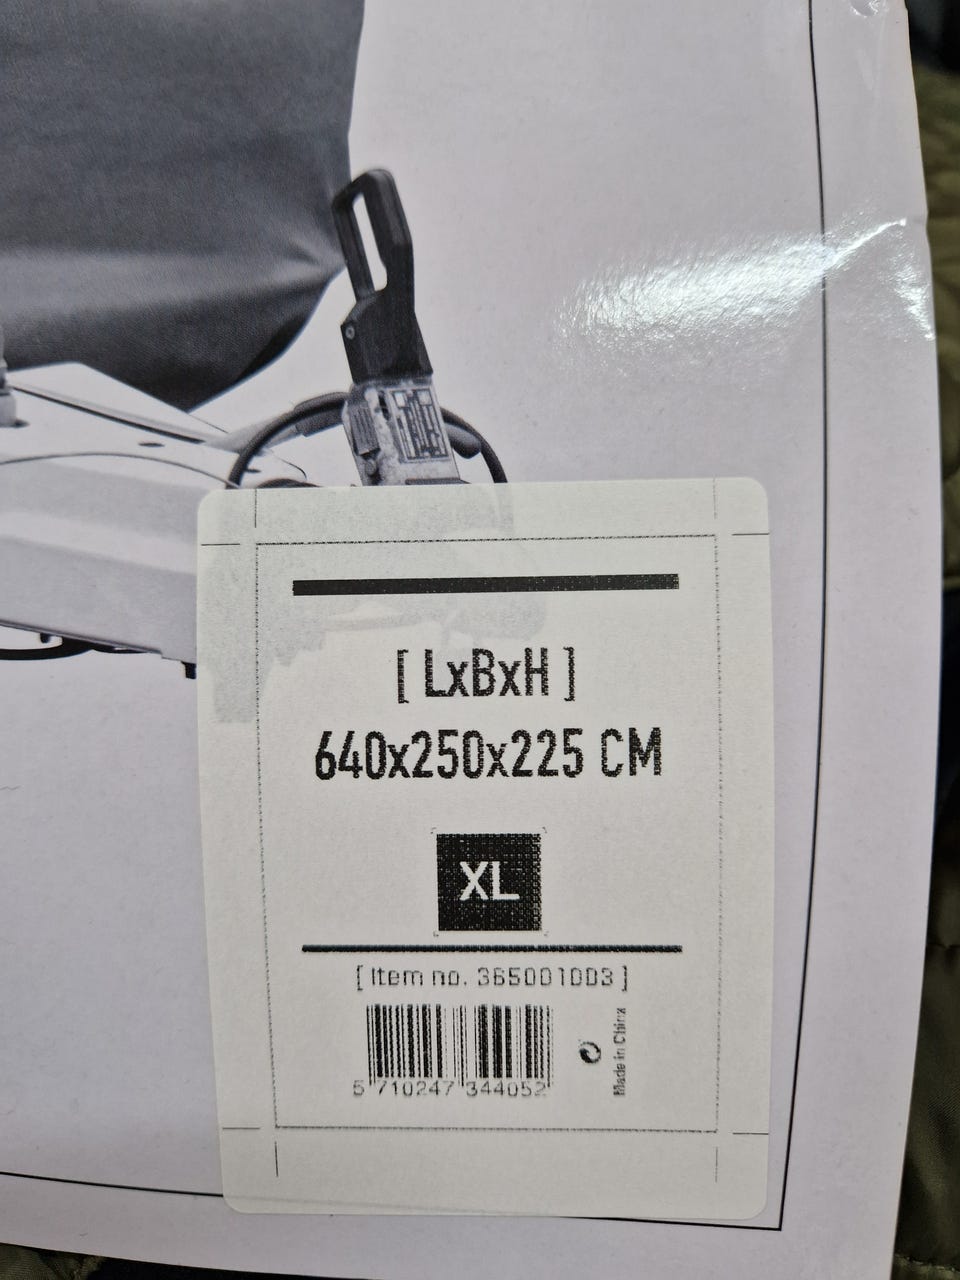 [ LxBxH ]
640x250x225 CM
XL
[ Item no. 365001003 ]
5 710247 344052
Made in China